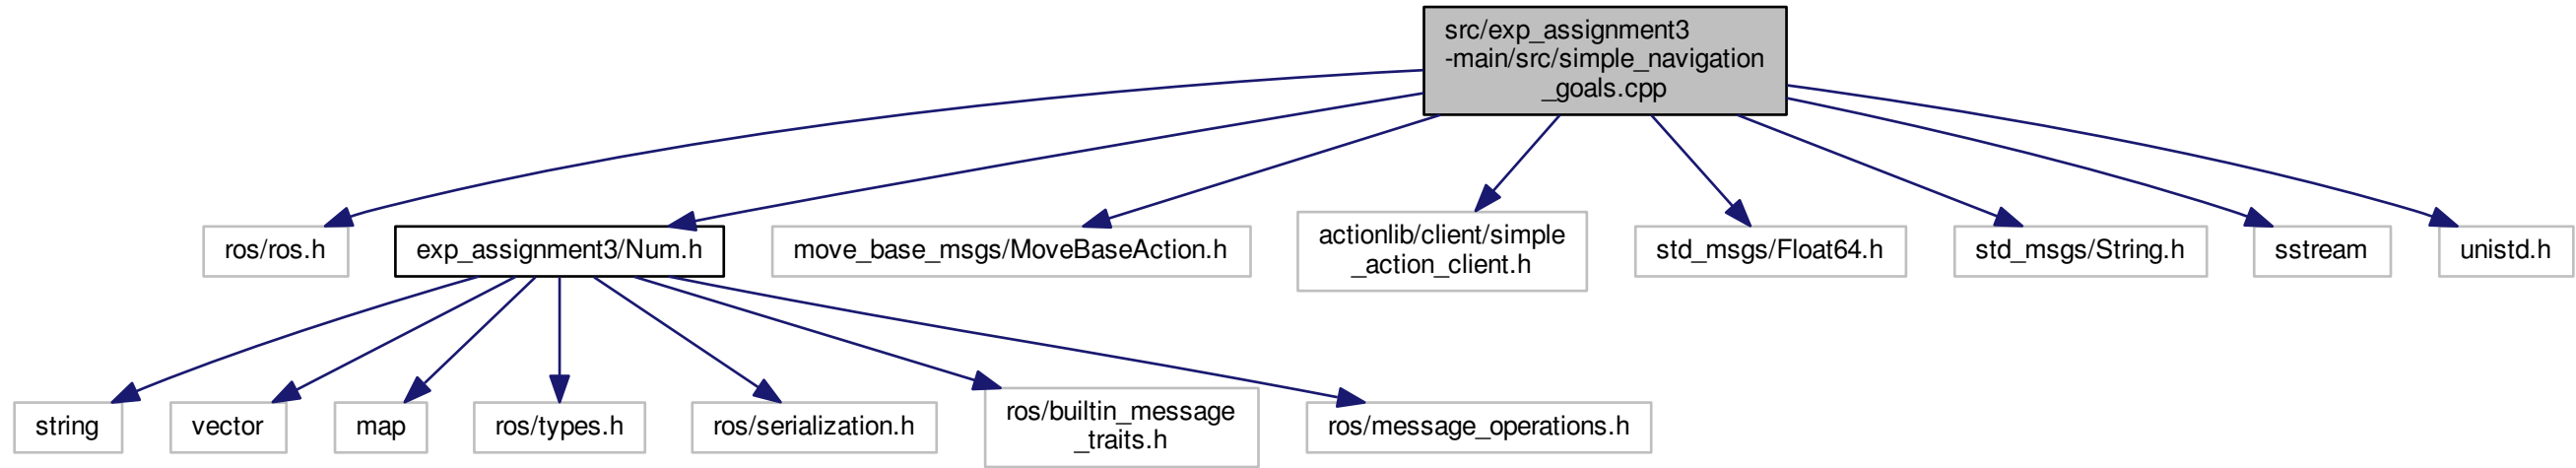 src/exp_assignment3
-main/src/simple_navigation
_goals.cpp
ros/ros.h
exp_assignment3/Num.h
move_base_msgs/MoveBaseAction.h
actionlib/client/simple
_action_client.h
std_msgs/Float64.h
std_msgs/String.h
sstream
unistd.h
string
vector
map
ros/types.h
ros/serialization.h
ros/builtin_message
_traits.h
ros/message_operations.h